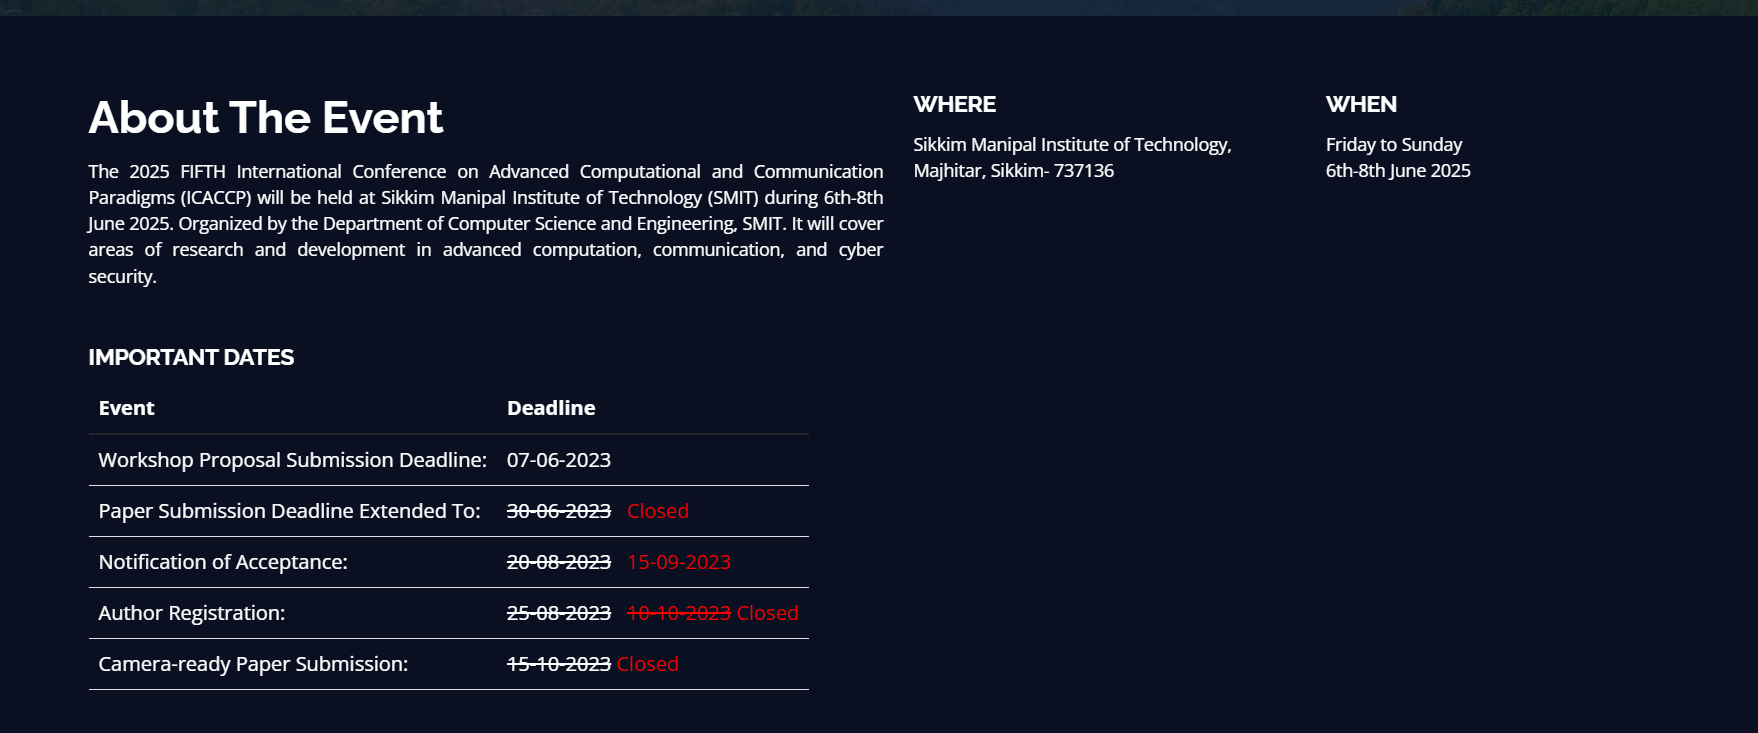 About The Event
The 2025 FIFTH International Conference on Advanced Computational and Communication
Paradigms (ICACCP) will be held at Sikkim Manipal Institute of Technology (SMIT) during 6th-8th
June 2025. Organized by the Department of Computer Science and Engineering, SMIT. It will cover
areas of research and development in advanced computation, communication, and cyber
security.
WHERE
Sikkim Manipal Institute of Technology,
Majhitar, Sikkim- 737136
WHEN
Friday to Sunday
6th-8th June 2025
IMPORTANT DATES
Event Deadline
Workshop Proposal Submission Deadline: 07-06-2023
Paper Submission Deadline Extended To: 30-06-2023 Closed
Notification of Acceptance: 20-08-2023 15-09-2023
Author Registration: 25-08-2023 10-10-2023 Closed
Camera-ready Paper Submission: 15-10-2023 Closed